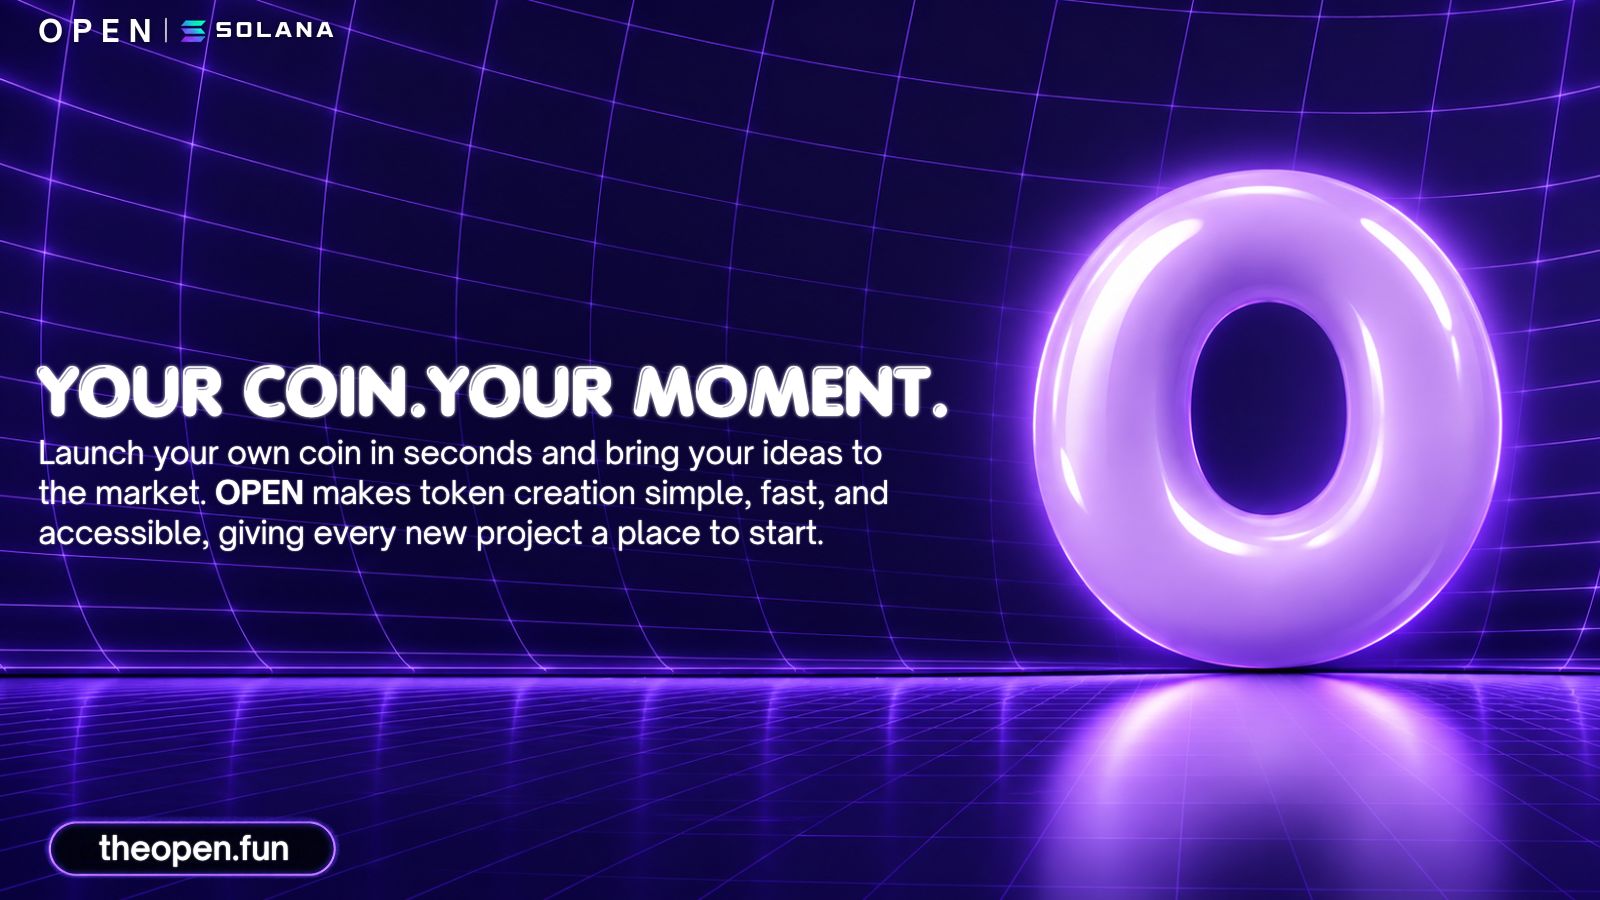 OPEN | SOLANA
YOUR COIN.YOUR MOMENT.
Launch your own coin in seconds and bring your ideas to
the market. OPEN makes token creation simple, fast, and
accessible, giving every new project a place to start.
theopen.fun